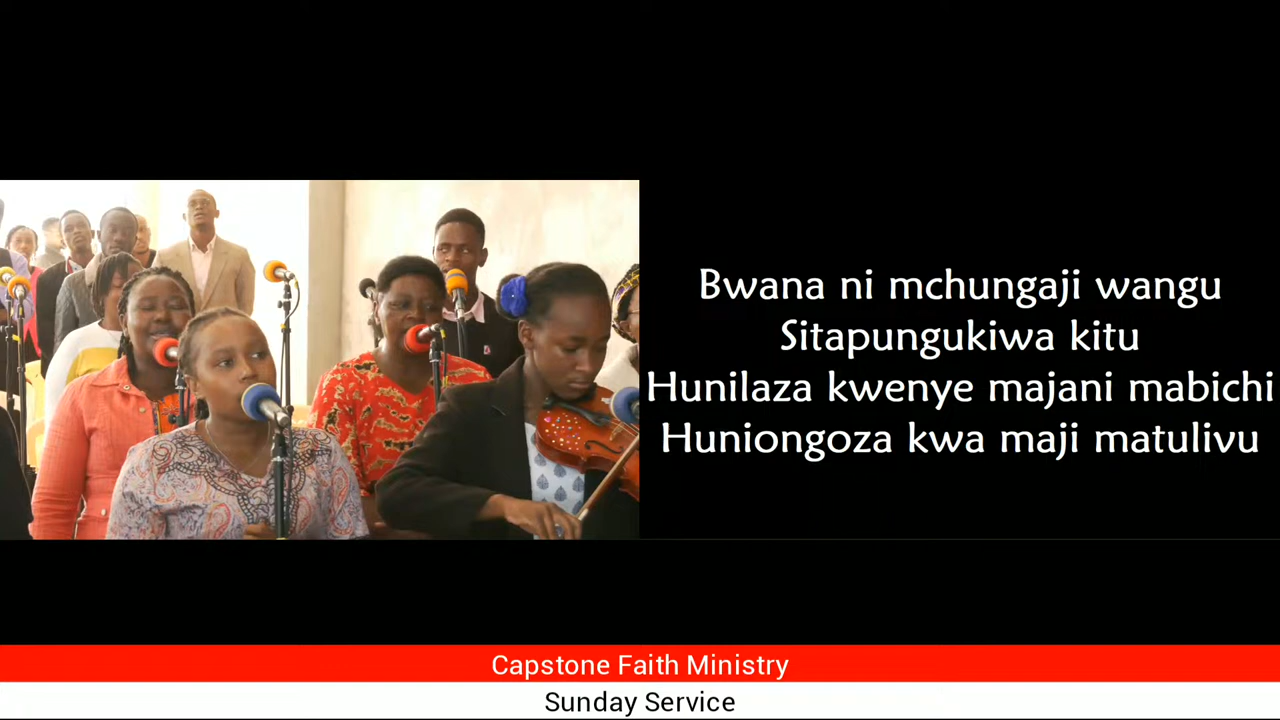 Bwana ni mchungaji wangu
Sitapungukiwa kitu
Hunilaza kwenye majani mabichi
Huniongoza kwa maji matulivu
Capstone Faith Ministry
Sunday Service